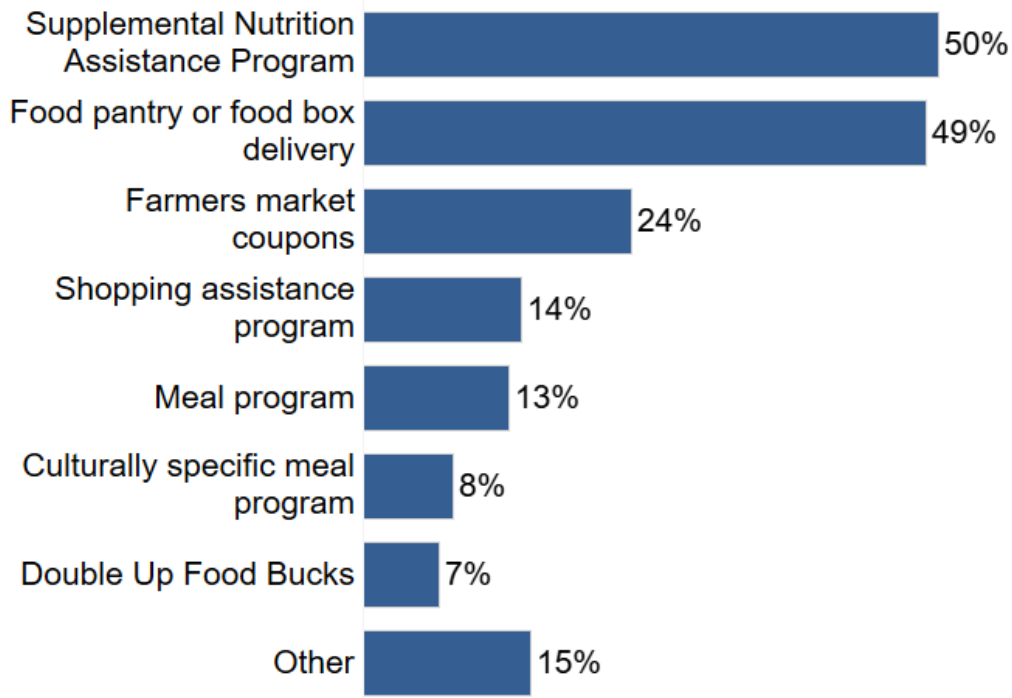 Supplemental Nutrition
Assistance Program
50%
Food pantry or food box
delivery
49%
Farmers market
coupons
24%
Shopping assistance
program
14%
Meal program
13%
Culturally specific meal
program
8%
Double Up Food Bucks
7%
Other
15%